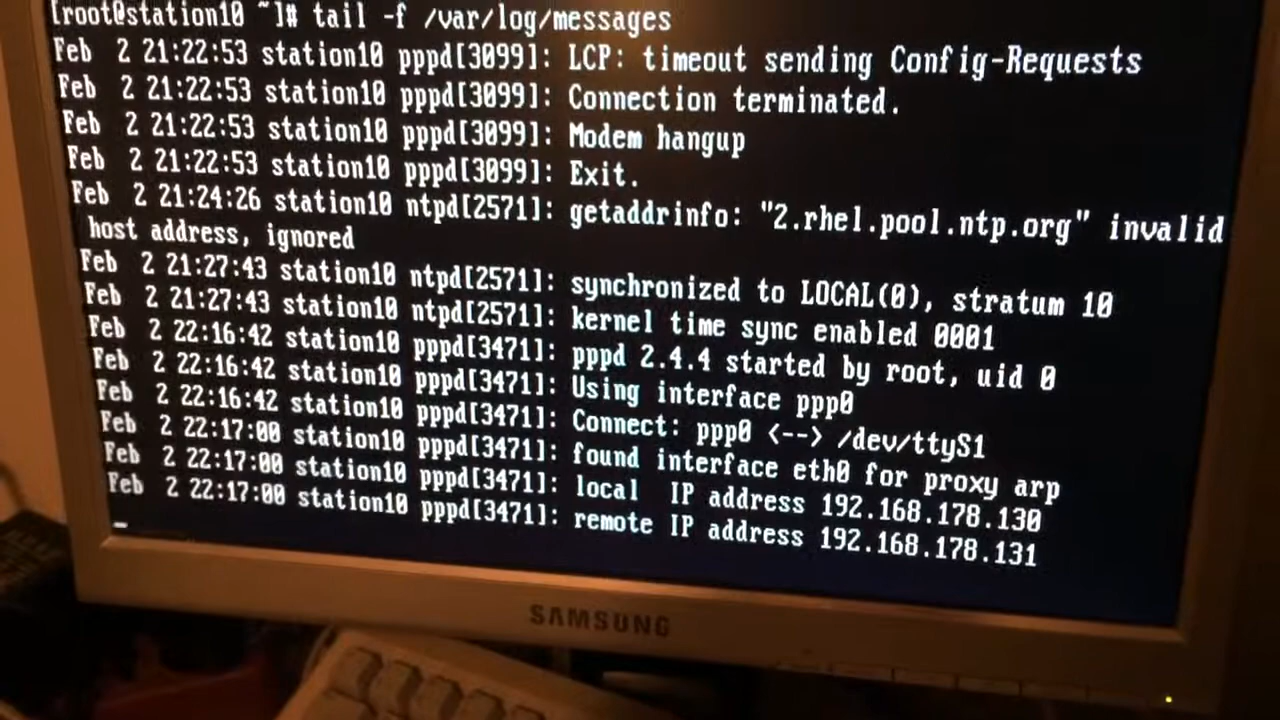 [root@station10 ~]# tail -f /var/log/messages
Feb  2 21:22:53 station10 pppd[3099]: LCP: timeout sending Config-Requests
Feb  2 21:22:53 station10 pppd[3099]: Connection terminated.
Feb  2 21:22:53 station10 pppd[3099]: Modem hangup
Feb  2 21:22:53 station10 pppd[3099]: Exit.
Feb  2 21:24:26 station10 ntpd[2571]: getaddrinfo: "2.rhel.pool.ntp.org" invalid
host address, ignored
Feb  2 21:27:43 station10 ntpd[2571]: synchronized to LOCAL(0), stratum 10
Feb  2 21:27:43 station10 ntpd[2571]: kernel time sync enabled 0001
Feb  2 22:16:42 station10 pppd[3471]: pppd 2.4.4 started by root, uid 0
Feb  2 22:16:42 station10 pppd[3471]: Using interface ppp0
Feb  2 22:16:42 station10 pppd[3471]: Connect: ppp0 <--> /dev/ttyS1
Feb  2 22:17:00 station10 pppd[3471]: found interface eth0 for proxy arp
Feb  2 22:17:00 station10 pppd[3471]: local  IP address 192.168.178.130
Feb  2 22:17:00 station10 pppd[3471]: remote IP address 192.168.178.131
SAMSUNG